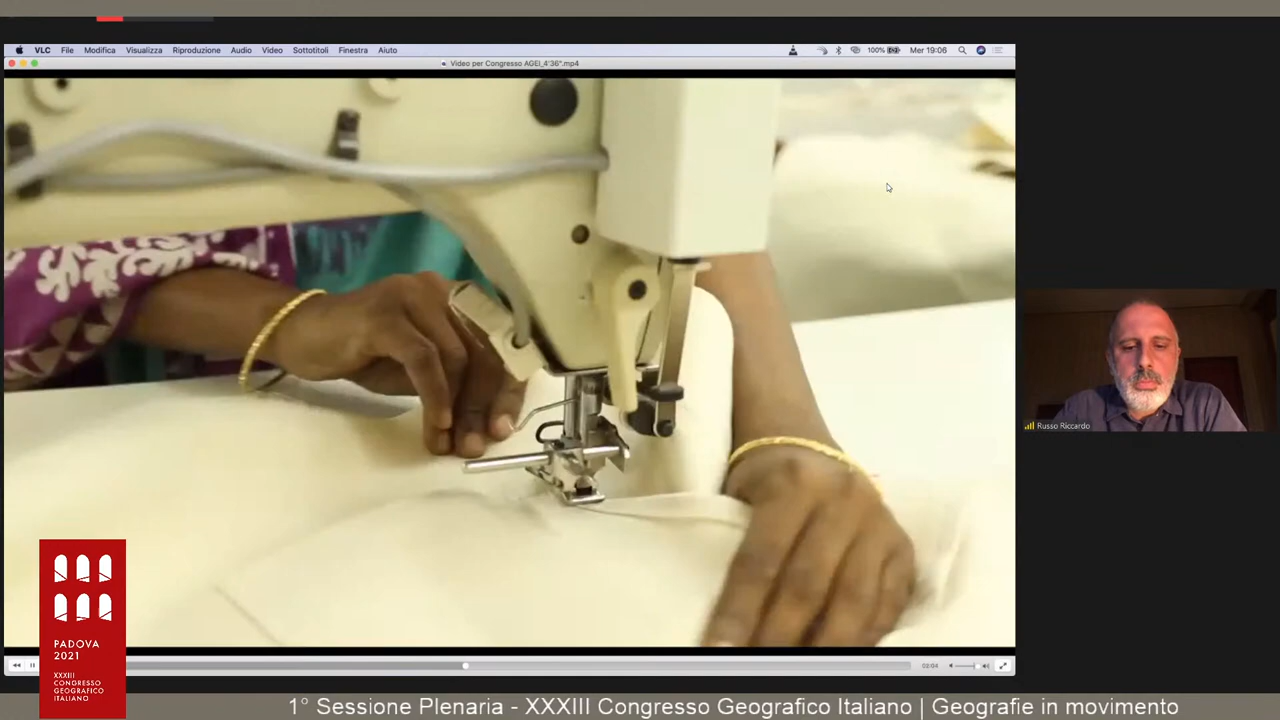 VLC File Modifica Visualizza Riproduzione Audio Video Sottotitoli Finestra Aiuto 100% Mer 19:06
Video per Congresso AGEI_4'36".mp4
Russo Riccardo
PADOVA
2021
XXXIII
CONGRESSO
GEOGRAFICO
ITALIANO
02:04
1° Sessione Plenaria - XXXIII Congresso Geografico Italiano | Geografie in movimento